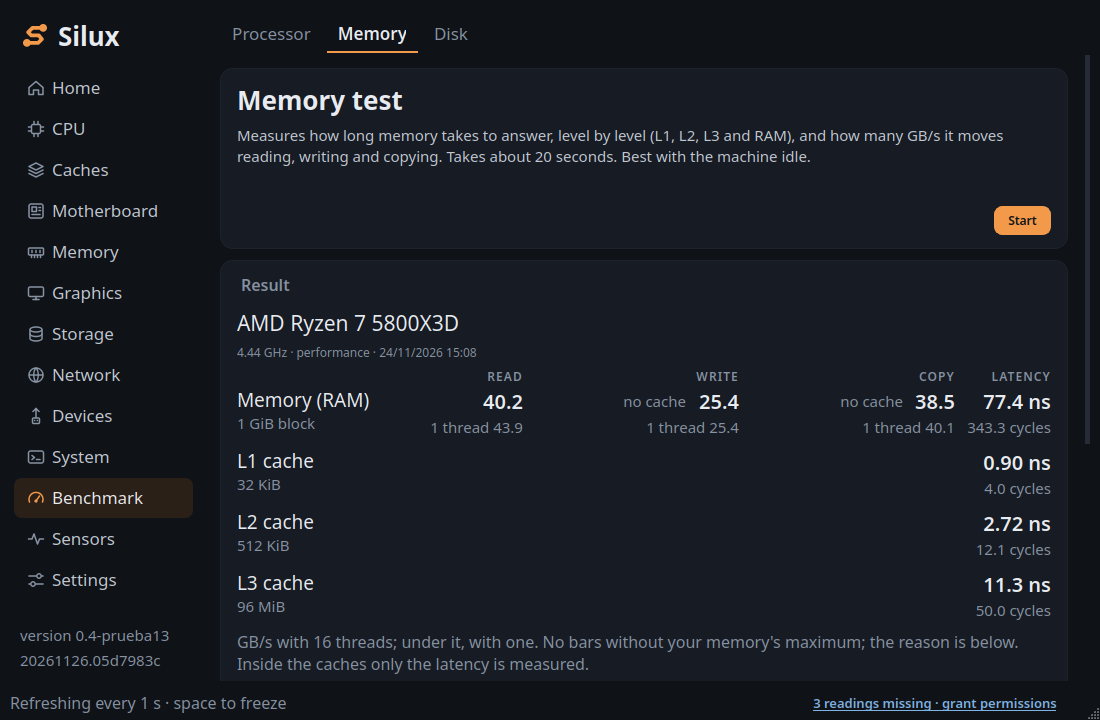 Silux
Processor Memory Disk
Home
CPU
Caches
Motherboard
Memory
Graphics
Storage
Network
Devices
System
Benchmark
Sensors
Settings
version 0.4-prueba13
20261126.05d7983c
Memory test
Measures how long memory takes to answer, level by level (L1, L2, L3 and RAM), and how many GB/s it moves
reading, writing and copying. Takes about 20 seconds. Best with the machine idle.
Start
Result
AMD Ryzen 7 5800X3D
4.44 GHz · performance · 24/11/2026 15:08
READ WRITE COPY LATENCY
Memory (RAM) 40.2 no cache 25.4 no cache 38.5 77.4 ns
1 GiB block 1 thread 43.9 1 thread 25.4 1 thread 40.1 343.3 cycles
L1 cache 0.90 ns
32 KiB 4.0 cycles
L2 cache 2.72 ns
512 KiB 12.1 cycles
L3 cache 11.3 ns
96 MiB 50.0 cycles
GB/s with 16 threads; under it, with one. No bars without your memory's maximum; the reason is below.
Inside the caches only the latency is measured.
Refreshing every 1 s · space to freeze
3 readings missing · grant permissions